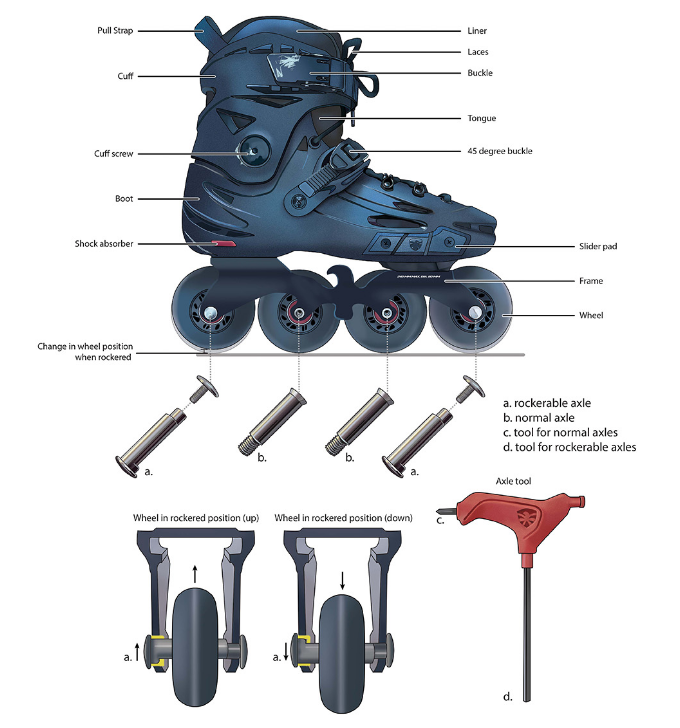 Pull Strap
Liner
Laces
Cuff
Buckle
Tongue
Cuff screw
45 degree buckle
Boot
Shock absorber
Slider pad
Frame
Wheel
Change in wheel position
when rockered
a.
b.
b.
a.
a. rockerable axle
b. normal axle
c. tool for normal axles
d. tool for rockerable axles
Axle tool
c.
Wheel in rockered position (up)
Wheel in rockered position (down)
a.
a.
d.